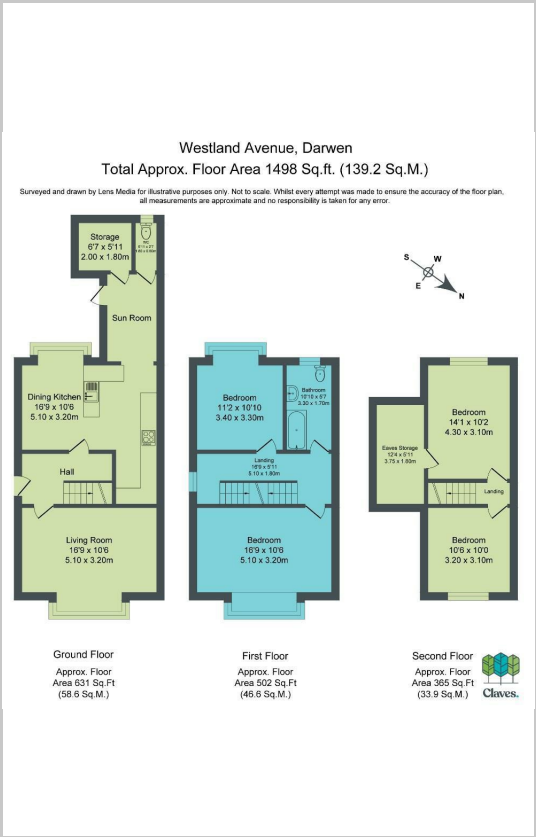 Westland Avenue, Darwen
Total Approx. Floor Area 1498 Sq.ft. (139.2 Sq.M.)
Surveyed and drawn by Lens Media for illustrative purposes only. Not to scale. Whilst every attempt was made to ensure the accuracy of the floor plan,
all measurements are approximate and no responsibility is taken for any error.
Storage
6'7 x 5'11
2.00 x 1.80m
WC
Sun Room
Dining Kitchen
16'9 x 10'6
5.10 x 3.20m
Hall
Living Room
16'9 x 10'6
5.10 x 3.20m
Ground Floor
Approx. Floor
Area 631 Sq.Ft
(58.6 Sq.M.)
Bedroom
11'2 x 10'10
3.40 x 3.30m
Bathroom
10'10 x 5'7
3.30 x 1.70m
Landing
16'9 x 5'11
5.10 x 1.80m
Bedroom
16'9 x 10'6
5.10 x 3.20m
First Floor
Approx. Floor
Area 502 Sq.Ft
(46.6 Sq.M.)
S
W
E
N
Bedroom
14'1 x 10'2
4.30 x 3.10m
Eaves Storage
12'4 x 5'11
3.75 x 1.80m
Landing
Bedroom
10'6 x 10'0
3.20 x 3.10m
Second Floor
Approx. Floor
Area 365 Sq.Ft
(33.9 Sq.M.)
Claves.